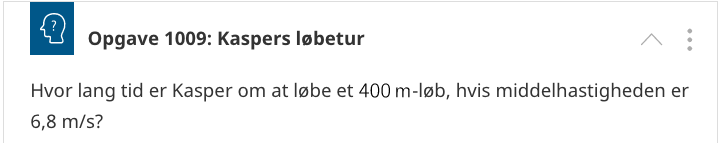 Opgave 1009: Kaspers løbetur
Hvor lang tid er Kasper om at løbe et 400 m-løb, hvis middelhastigheden er
6,8 m/s?